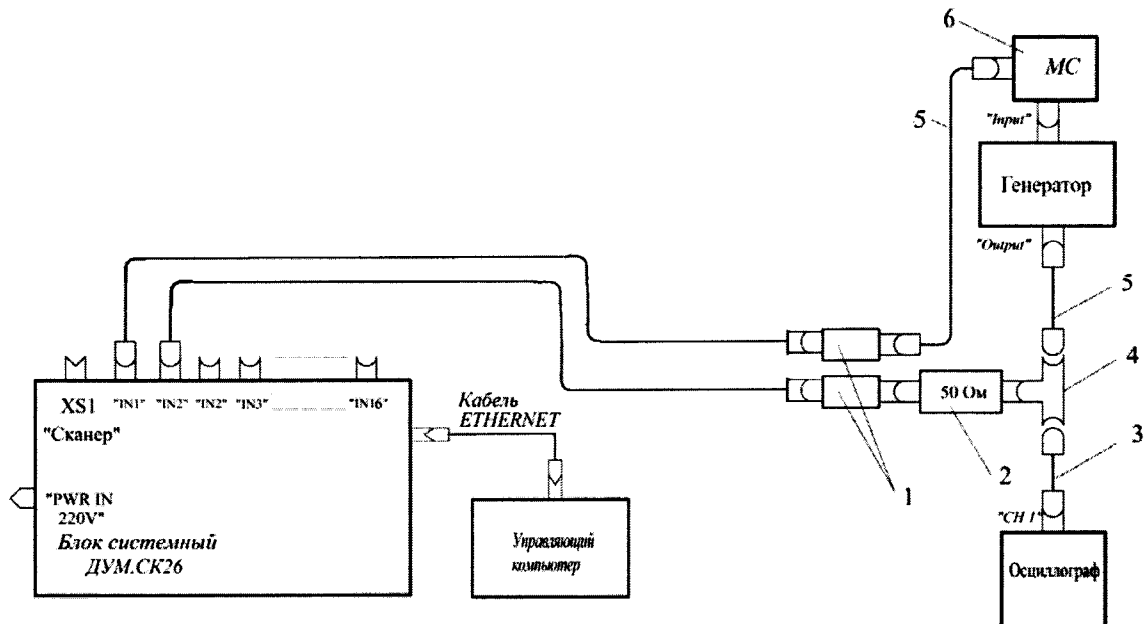 6
МС
5
"Input"
Генератор
"Output"
5
4
50 Ом
3
1
2
"CH 1"
Осциллограф
XS1
"IN1"
"IN2"
"IN2"
"IN3"
"IN16"
"Сканер"
Кабель
ETHERNET
"PWR IN
220V"
Блок системный
ДУМ.СК26
Управляющий
компьютер